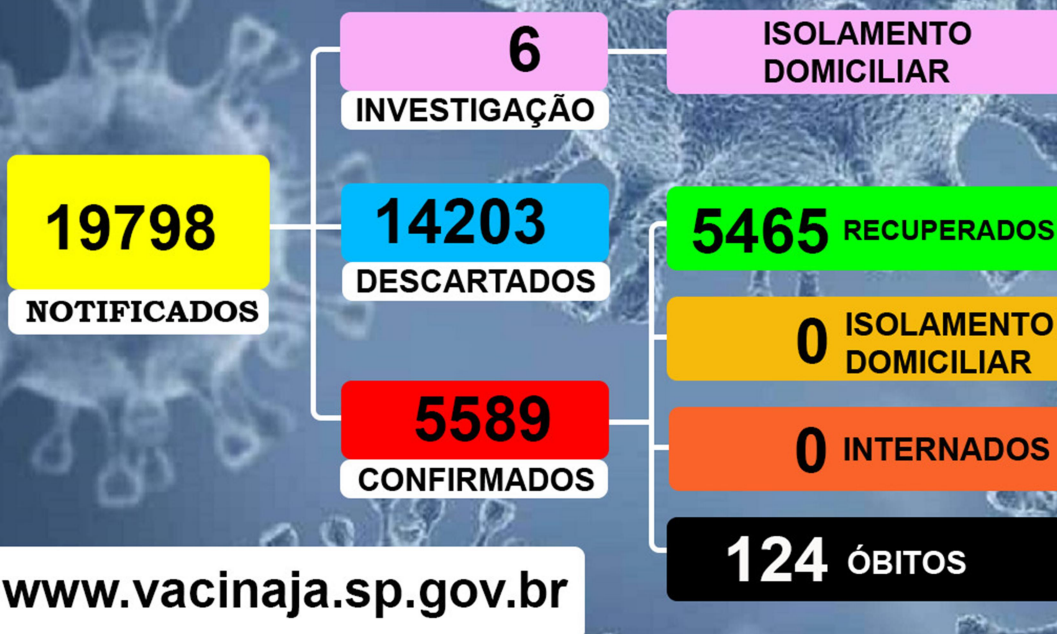 6
INVESTIGAÇÃO
ISOLAMENTO
DOMICILIAR
19798
NOTIFICADOS
14203
DESCARTADOS
5589
CONFIRMADOS
5465 RECUPERADOS
0 ISOLAMENTO
DOMICILIAR
0 INTERNADOS
124 ÓBITOS
www.vacinaja.sp.gov.br